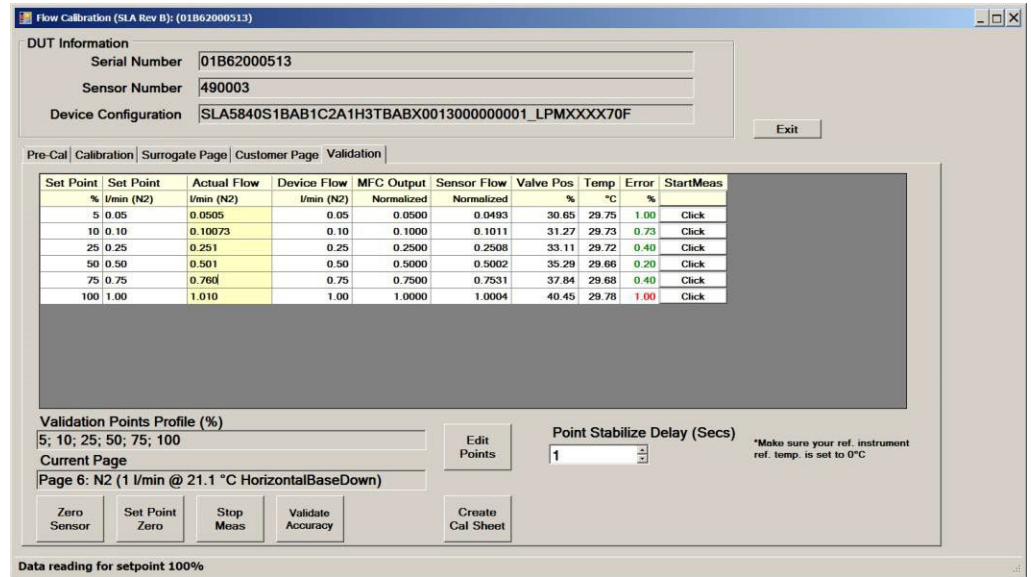 Flow Calibration (SLA Rev B): (01B62000513)
DUT Information
Serial Number 01B62000513
Sensor Number 490003
Device Configuration SLA5840S1BAB1C2A1H3TBABX0013000000001_LPMXXXX70F
Exit
Pre-Cal Calibration Surrogate Page Customer Page Validation
Set Point Set Point Actual Flow Device Flow MFC Output Sensor Flow Valve Pos Temp Error StartMeas
% l/min (N2) l/min (N2) l/min (N2) Normalized Normalized % °C %
5 0.05 0.0505 0.05 0.0500 0.0493 30.65 29.75 1.00 Click
10 0.10 0.10073 0.10 0.1000 0.1011 31.27 29.73 0.73 Click
25 0.25 0.251 0.25 0.2500 0.2508 33.11 29.72 0.40 Click
50 0.50 0.501 0.50 0.5000 0.5002 35.29 29.66 0.20 Click
75 0.75 0.760 0.75 0.7500 0.7531 37.84 29.68 0.40 Click
100 1.00 1.010 1.00 1.0000 1.0004 40.45 29.78 1.00 Click
Validation Points Profile (%)
5; 10; 25; 50; 75; 100
Edit Points
Point Stabilize Delay (Secs)
1
*Make sure your ref. instrument
ref. temp. is set to 0°C
Current Page
Page 6: N2 (1 l/min @ 21.1 °C HorizontalBaseDown)
Zero Sensor
Set Point Zero
Stop Meas
Validate Accuracy
Create Cal Sheet
Data reading for setpoint 100%